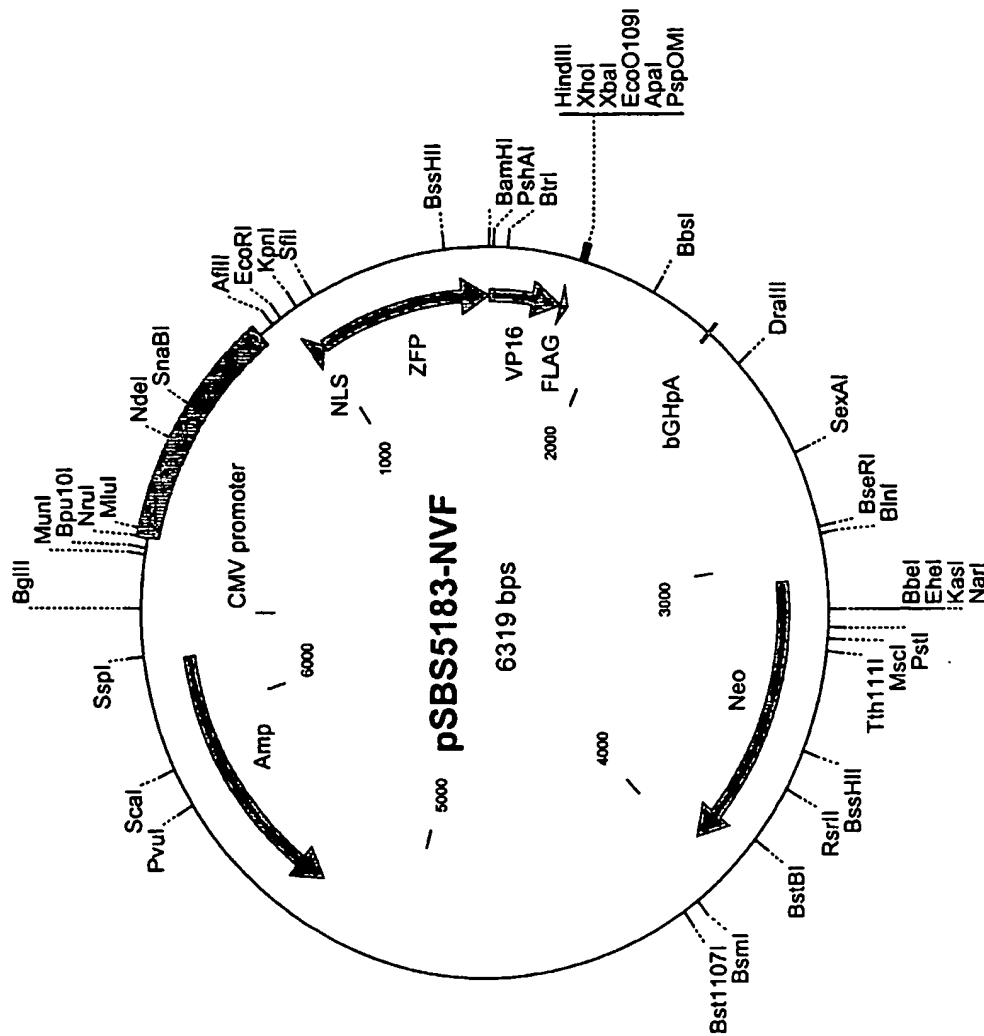 pSBS5183-NVF
6319 bps
BglII
MunI
Bpu10I
NruI
MluI
NdeI
SnaBI
AflII
EcoRI
KpnI
SfiI
BssHII
BamHI
PshAI
BtrI
HindIII
XhoI
XbaI
EcoO109I
ApaI
PspOMI
BbsI
DraIII
SexAI
BseRI
BlnI
BbeI
EheI
KasI
NarI
PstI
MscI
Tth111I
BssHII
RsrII
BstBI
BsmI
Bst1107I
PvuI
ScaI
SspI
CMV promoter
NLS
ZFP
VP16
FLAG
bGHpA
Neo
Amp
1000
2000
3000
4000
5000
6000